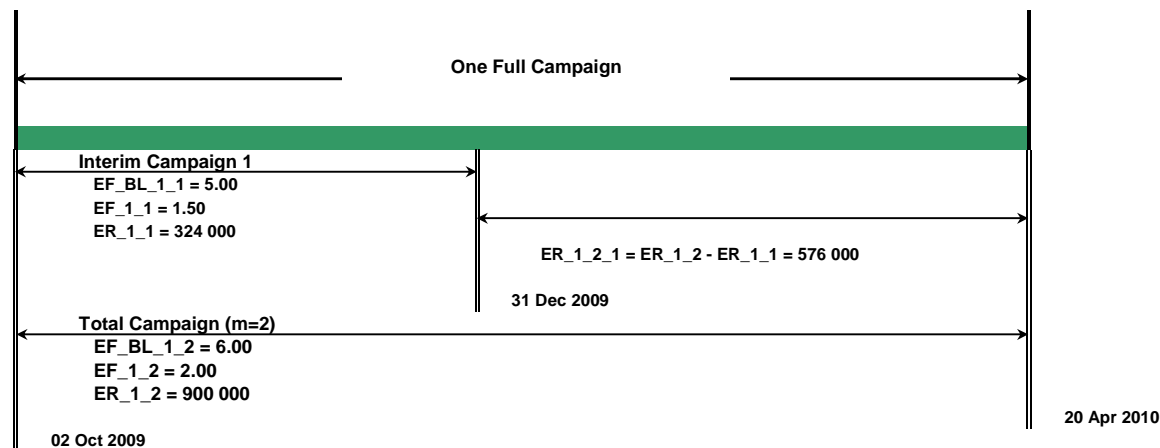 One Full Campaign
Interim Campaign 1
EF_BL_1_1 = 5.00
EF_1_1 = 1.50
ER_1_1 = 324 000
ER_1_2_1 = ER_1_2 - ER_1_1 = 576 000
31 Dec 2009
Total Campaign (m=2)
EF_BL_1_2 = 6.00
EF_1_2 = 2.00
ER_1_2 = 900 000
20 Apr 2010
02 Oct 2009